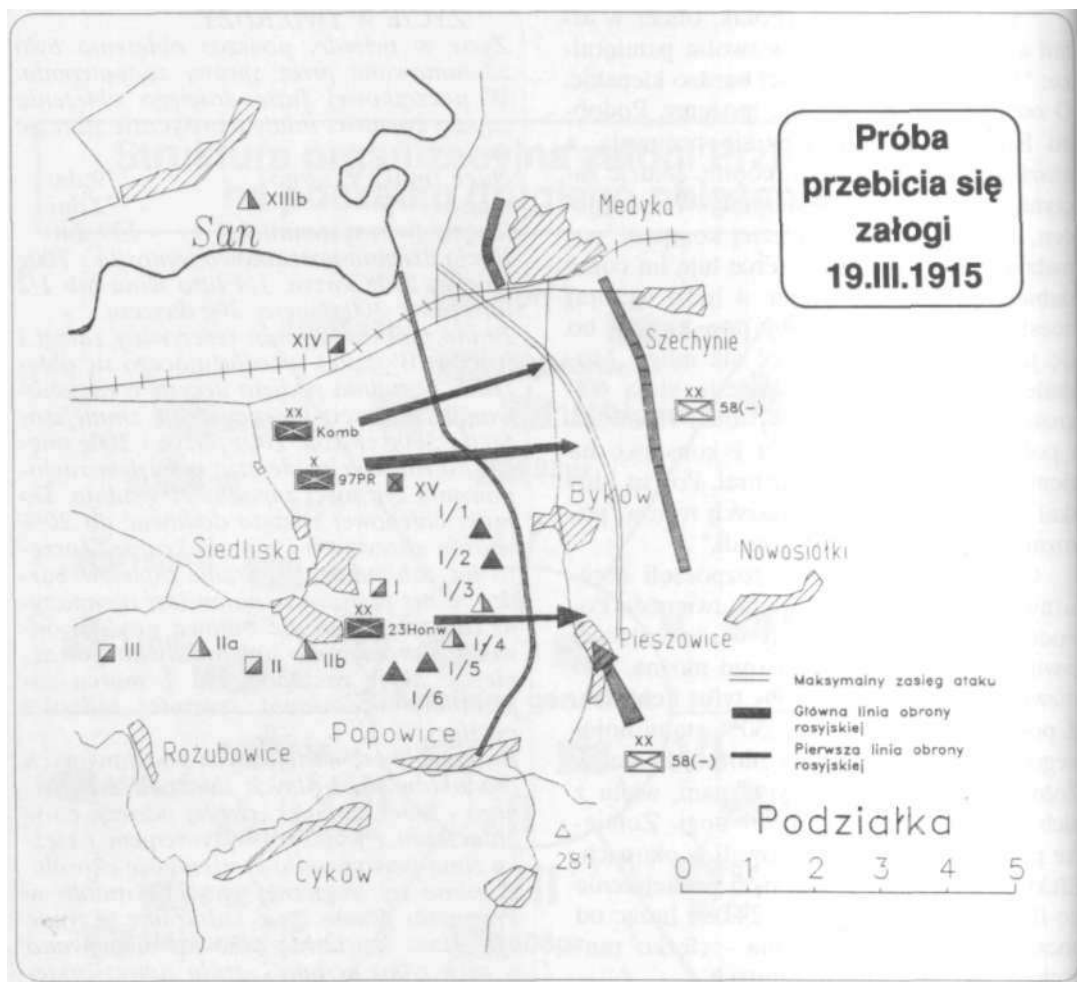 Próba
przebicia się
załogi
19.III.1915
XIIIb
San
Medyka
XIV
Szechynie
XX
58(-)
XX
Komb
X
97PR
XV
I/1
Byków
I/2
Nowosiółki
Siedliska
I
I/3
XX
23Honw
I/4
Pleszowice
III
IIa
II
IIb
I/5
I/6
Maksymalny zasięg ataku
Główna linia obrony
rosyjskiej
Pierwsza linia obrony
rosyjskiej
Popowice
Rożubowice
XX
58(-)
Podziałka
281
0 1 2 3 4 5
Cyków